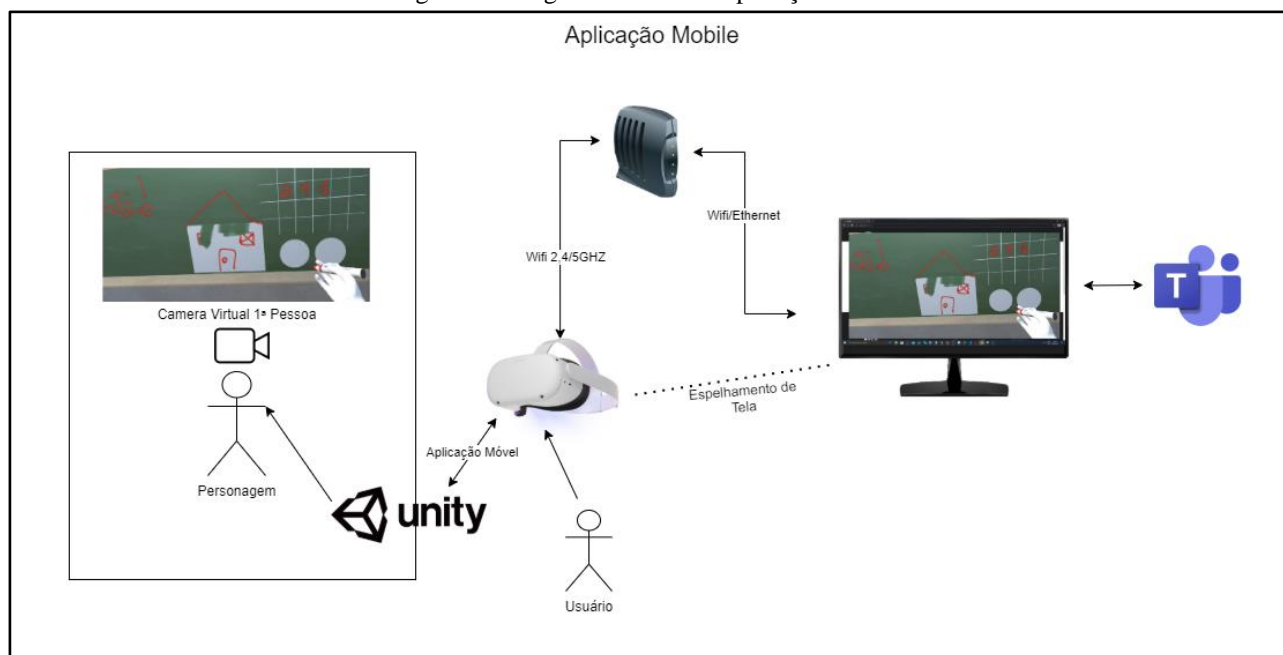 Aplicação Mobile
Camera Virtual 1ª Pessoa
Personagem
unity
Aplicação Móvel
Wifi 2,4/5GHZ
Wifi/Ethernet
Espelhamento de
Tela
Usuário
T